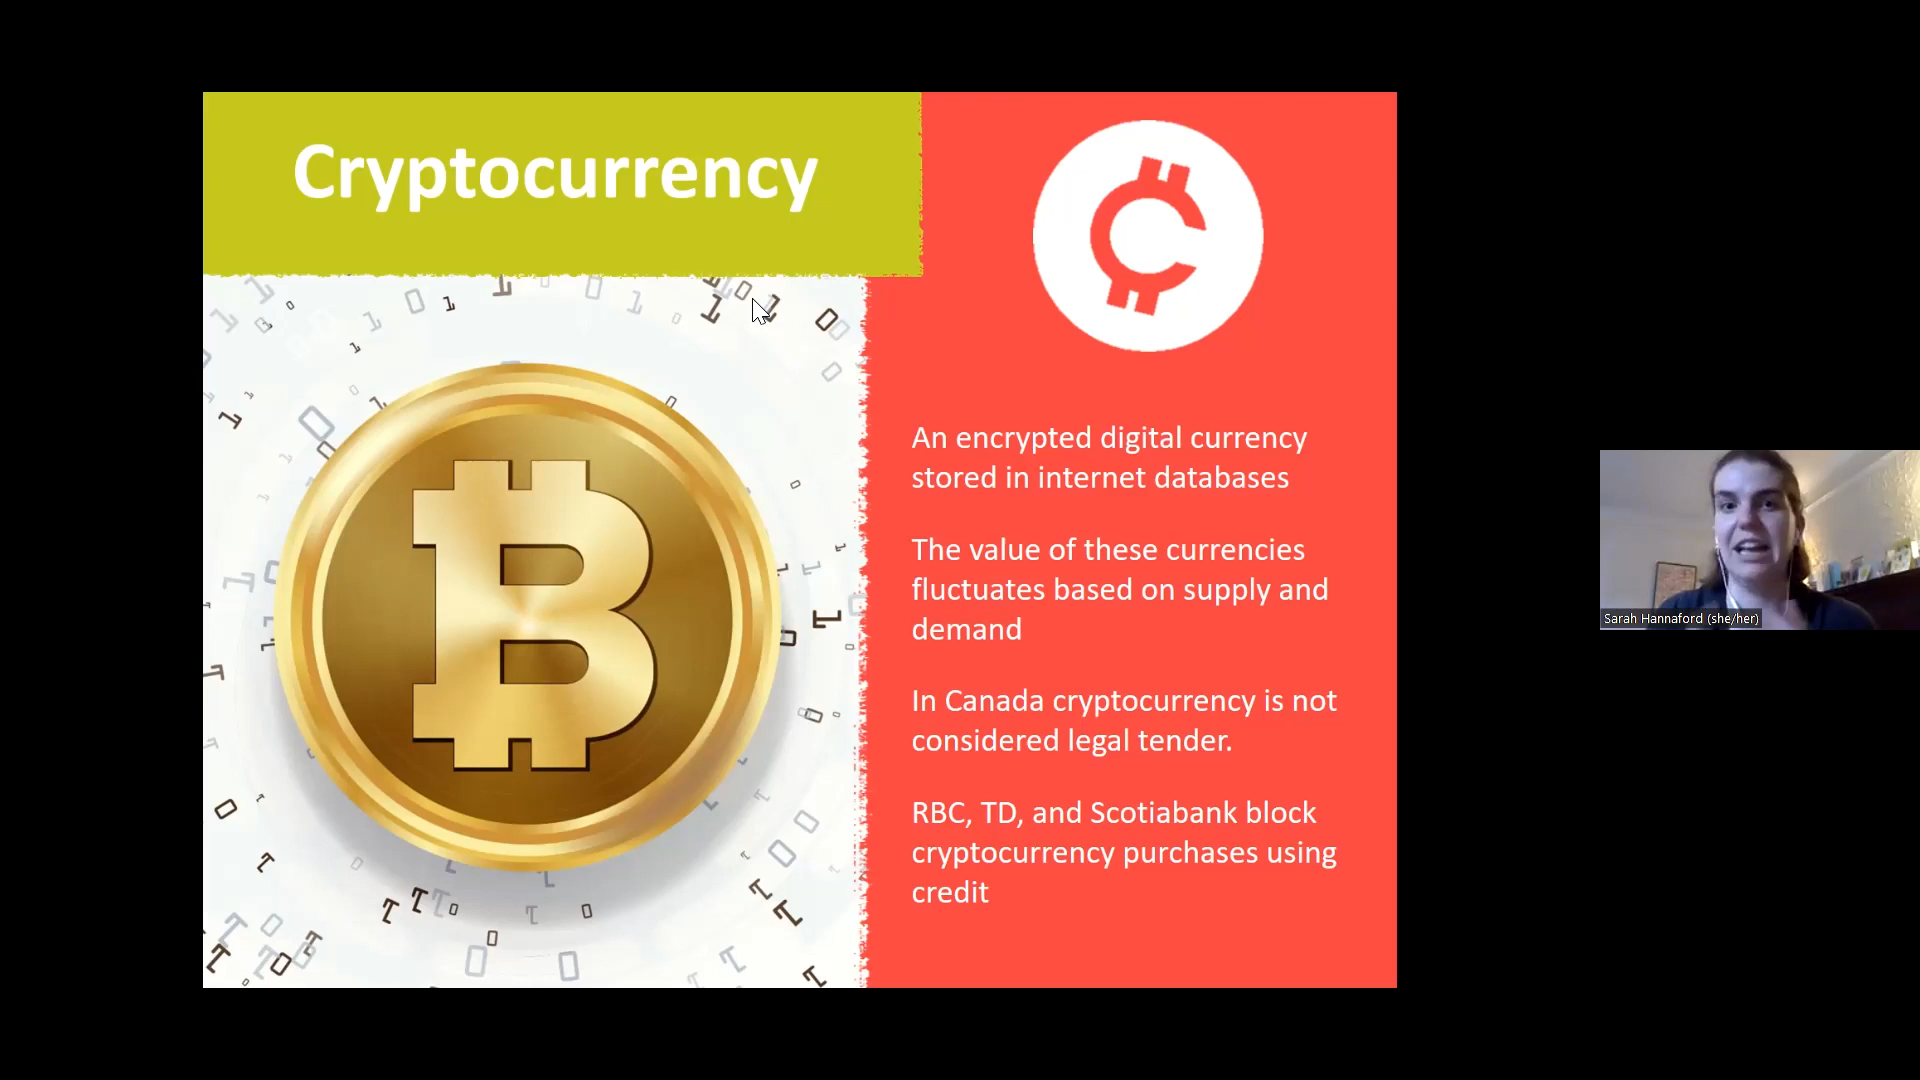 Cryptocurrency
An encrypted digital currency
stored in internet databases
The value of these currencies
fluctuates based on supply and
demand
In Canada cryptocurrency is not
considered legal tender.
RBC, TD, and Scotiabank block
cryptocurrency purchases using
credit
Sarah Hannaford (she/her)